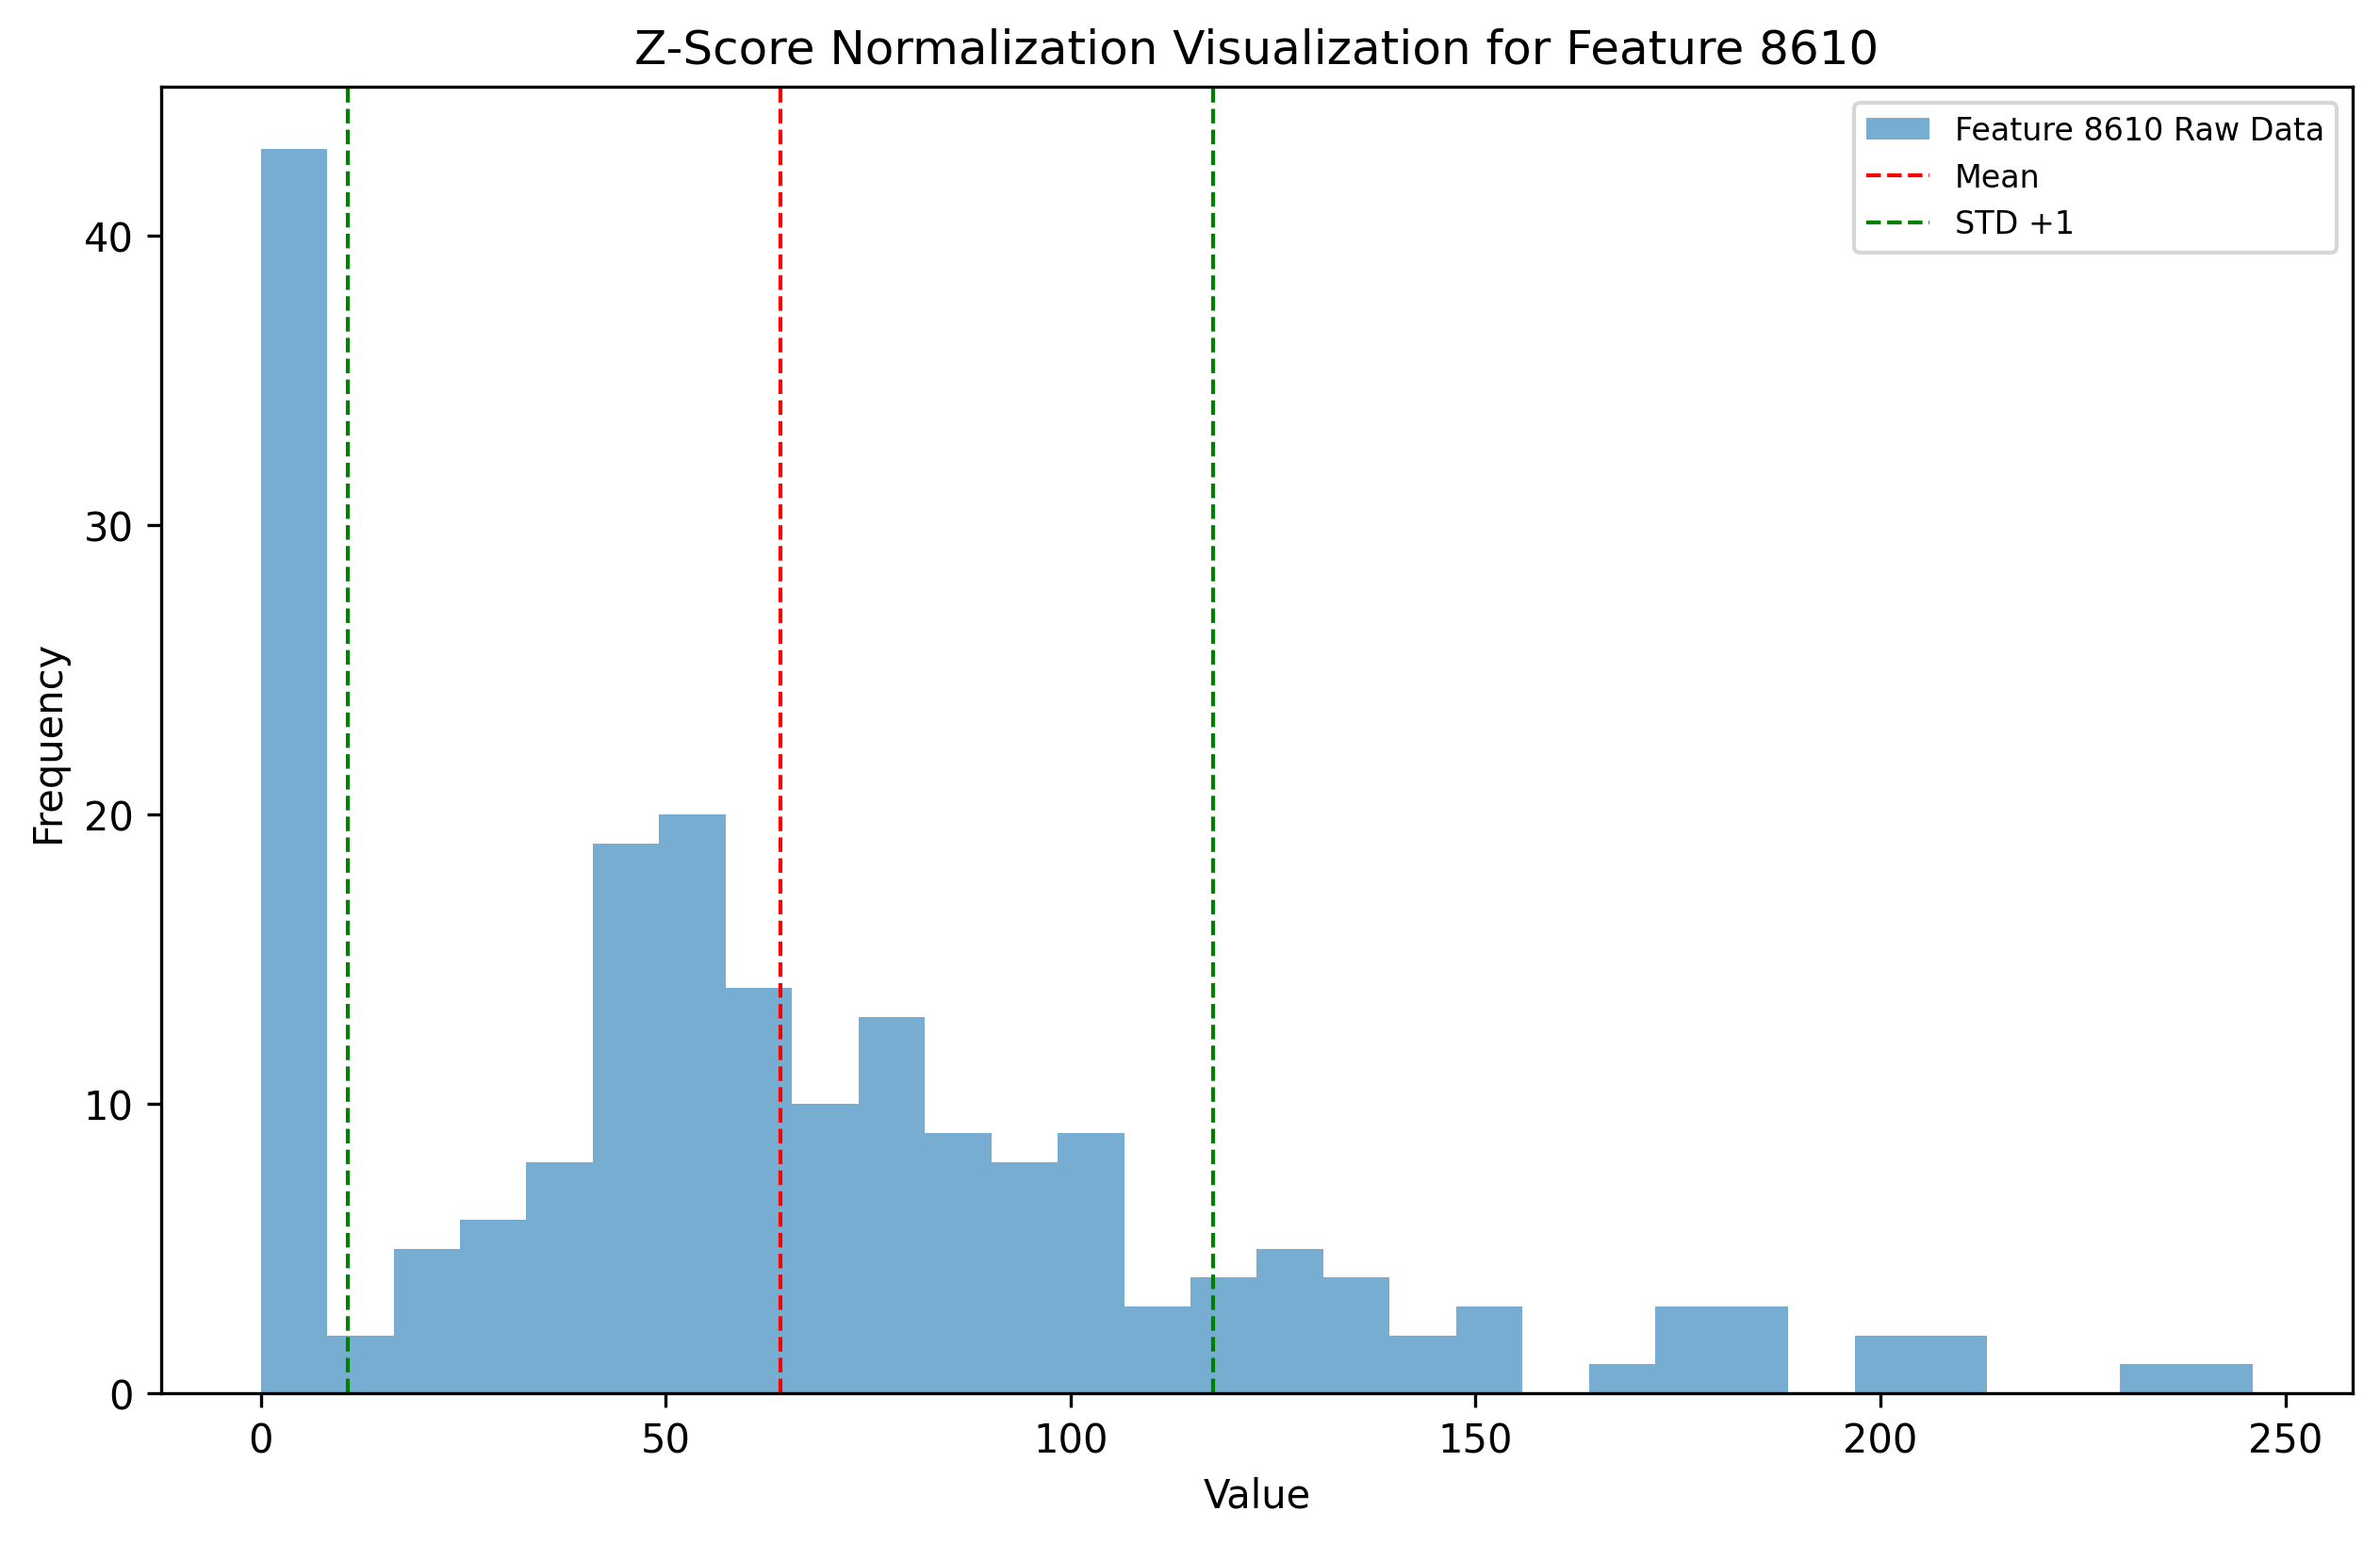 Z-Score Normalization Visualization for Feature 8610
Feature 8610 Raw Data
Mean
STD +1
40
30
20
10
0
Frequency
0 50 100 150 200 250
Value